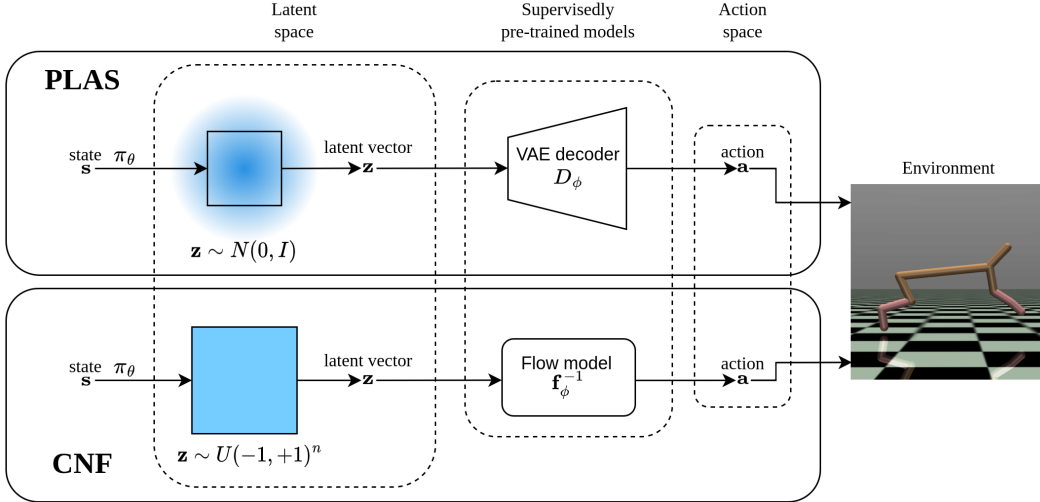 Latent
space
Supervisedly
pre-trained models
Action
space
PLAS
state
s
π_θ
latent vector
z
z ∼ N(0, I)
VAE decoder
D_ϕ
action
a
Environment
state
s
π_θ
latent vector
z
z ∼ U(−1, +1)^n
Flow model
f_ϕ^{−1}
action
a
CNF